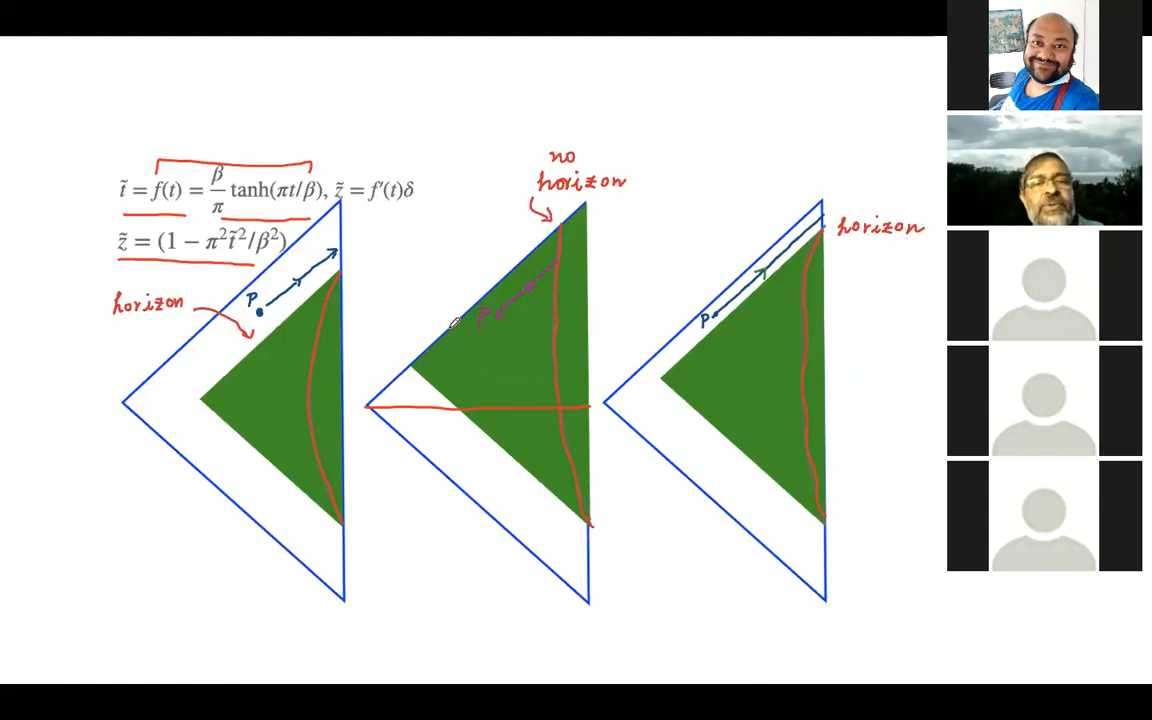 no
horizon
t̃ = f(t) = β/π tanh(πt/β), z̃ = f′(t)δ
z̃ = (1 − π²t̃²/β²)
horizon
horizon
P
P
P